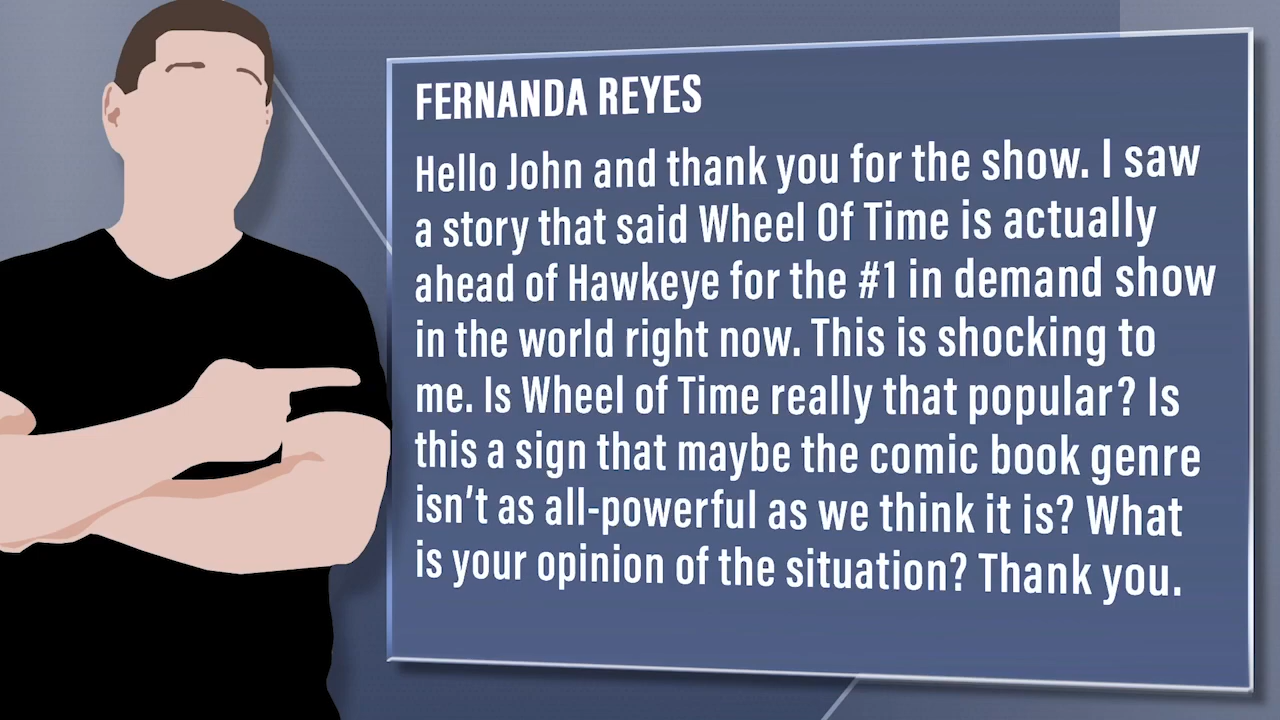 FERNANDA REYES
Hello John and thank you for the show. I saw
a story that said Wheel Of Time is actually
ahead of Hawkeye for the #1 in demand show
in the world right now. This is shocking to
me. Is Wheel of Time really that popular? Is
this a sign that maybe the comic book genre
isn't as all-powerful as we think it is? What
is your opinion of the situation? Thank you.